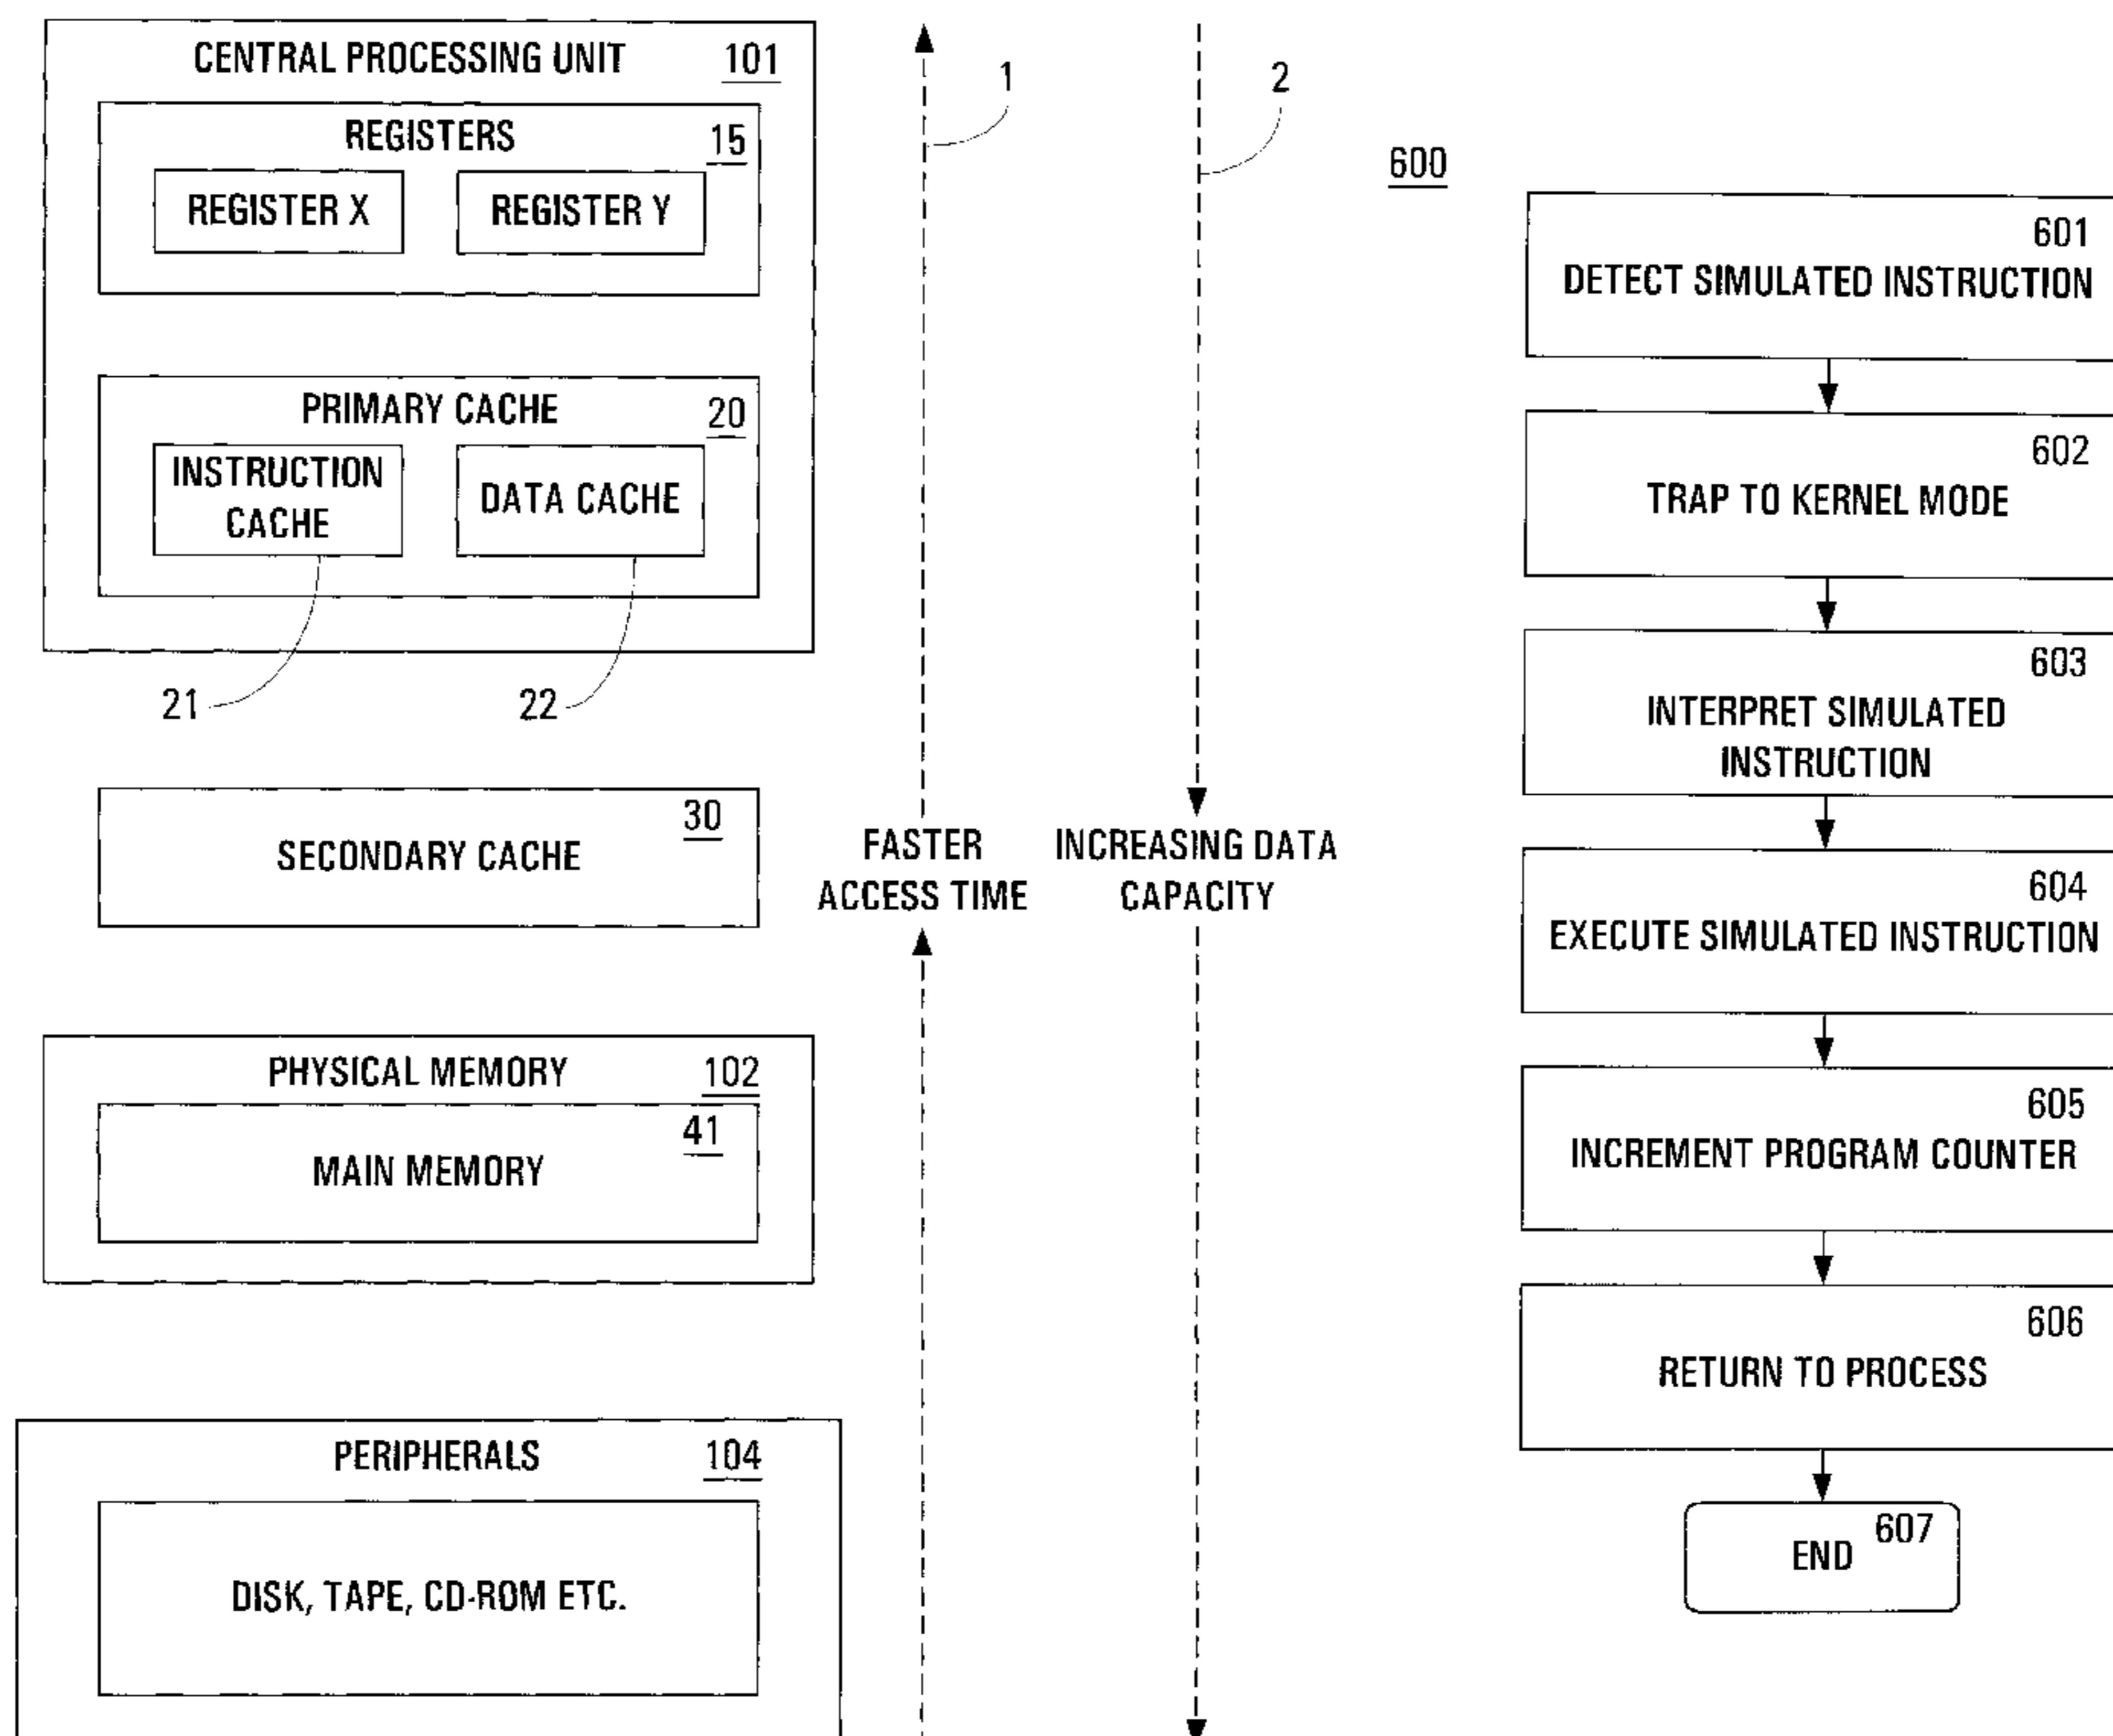 CENTRAL PROCESSING UNIT 101
REGISTERS 15
REGISTER X
REGISTER Y
PRIMARY CACHE 20
INSTRUCTION
CACHE
DATA CACHE
21
22
SECONDARY CACHE 30
PHYSICAL MEMORY 102
41
MAIN MEMORY
PERIPHERALS 104
DISK, TAPE, CD-ROM ETC.
1
2
FASTER
ACCESS TIME
INCREASING DATA
CAPACITY
600
601
DETECT SIMULATED INSTRUCTION
602
TRAP TO KERNEL MODE
603
INTERPRET SIMULATED
INSTRUCTION
604
EXECUTE SIMULATED INSTRUCTION
605
INCREMENT PROGRAM COUNTER
606
RETURN TO PROCESS
607
END